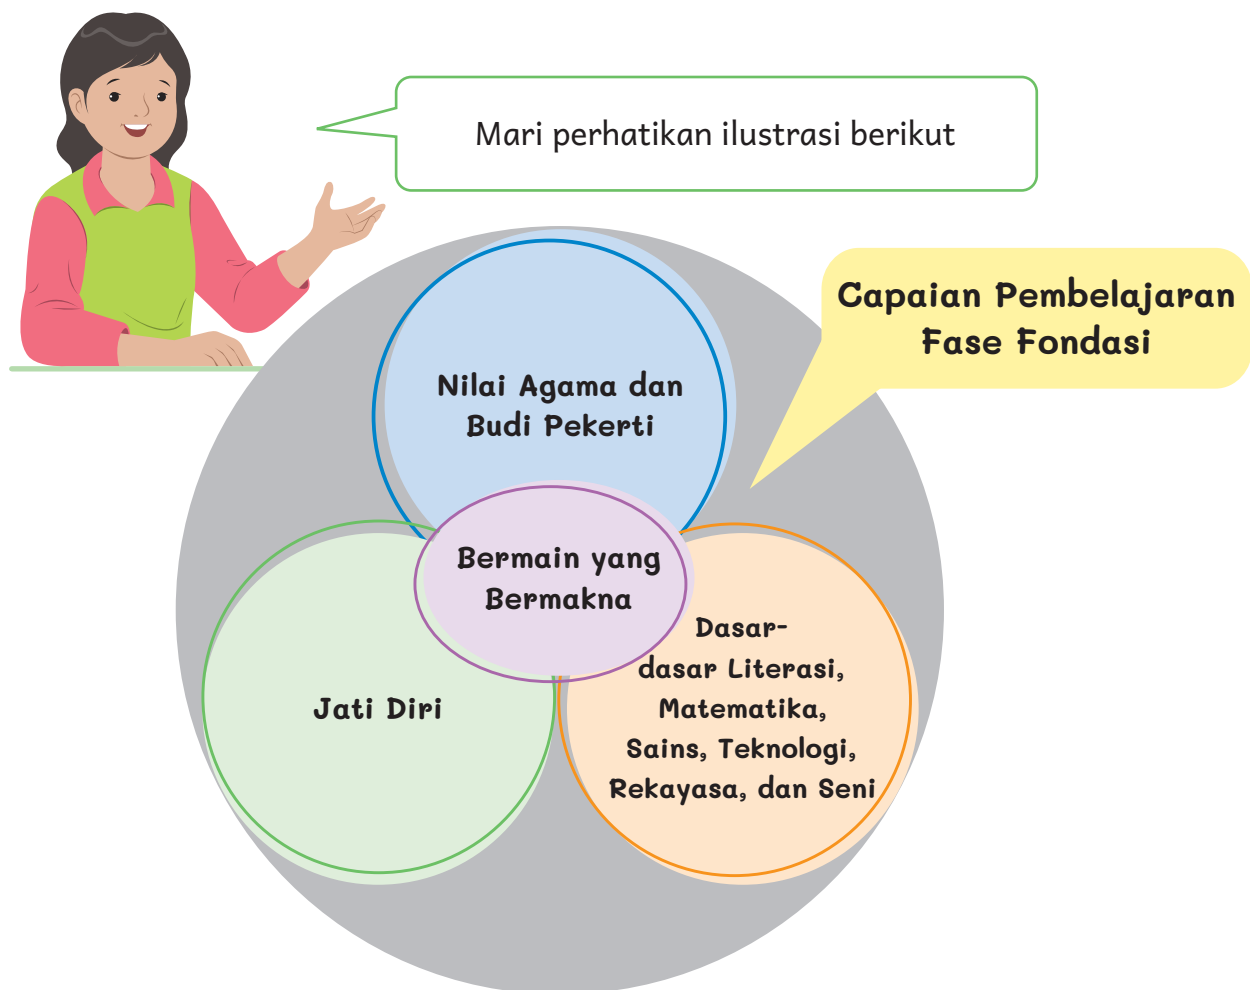 Mari perhatikan ilustrasi berikut
Capaian Pembelajaran
Fase Fondasi
Nilai Agama dan
Budi Pekerti
Bermain yang
Bermakna
Jati Diri
Dasar-
dasar Literasi,
Matematika,
Sains, Teknologi,
Rekayasa, dan Seni